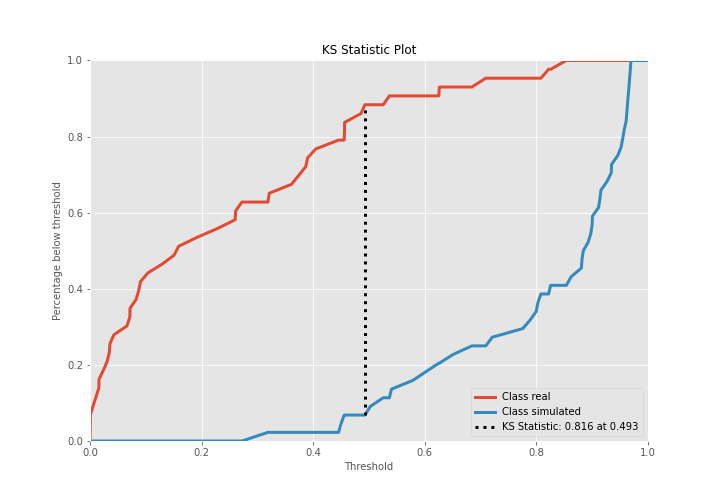 KS Statistic Plot
1.0
0.8
0.6
0.4
0.2
0.0
Percentage below threshold
0.0 0.2 0.4 0.6 0.8 1.0
Threshold
Class real
Class simulated
KS Statistic: 0.816 at 0.493